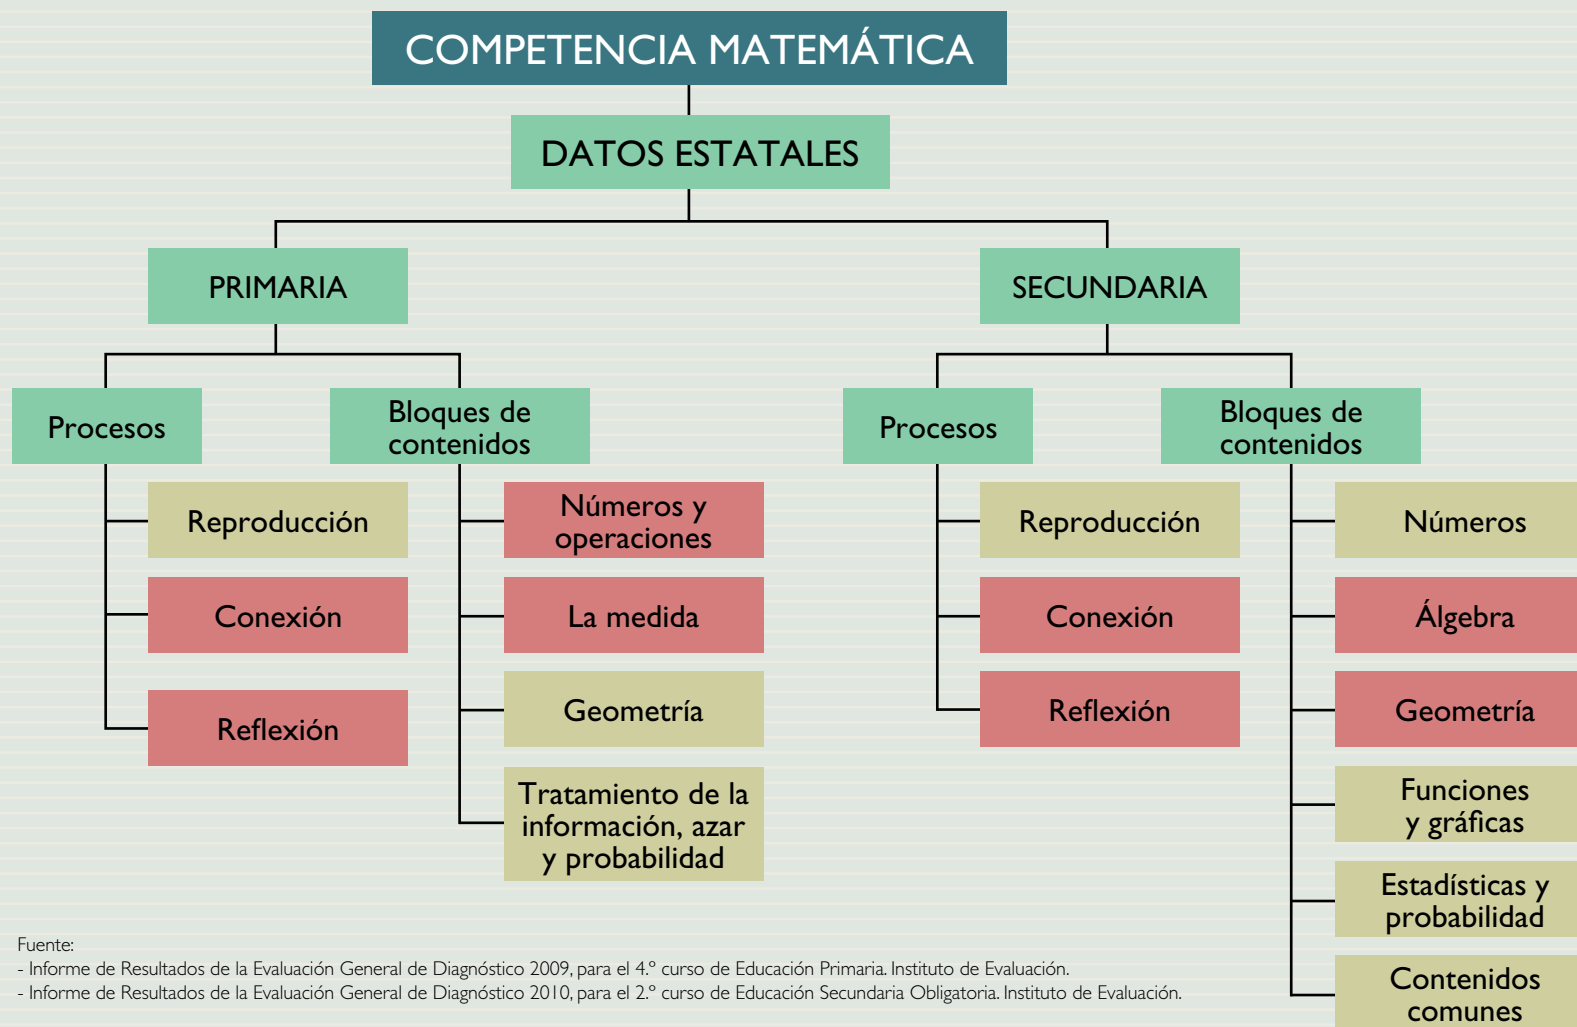 COMPETENCIA MATEMÁTICA
DATOS ESTATALES
PRIMARIA
SECUNDARIA
Procesos
Bloques de
contenidos
Procesos
Bloques de
contenidos
Reproducción
Conexión
Reflexión
Números y
operaciones
La medida
Geometría
Tratamiento de la
información, azar
y probabilidad
Reproducción
Conexión
Reflexión
Números
Álgebra
Geometría
Funciones
y gráficas
Estadísticas y
probabilidad
Contenidos
comunes
Fuente:
- Informe de Resultados de la Evaluación General de Diagnóstico 2009, para el 4.º curso de Educación Primaria. Instituto de Evaluación.
- Informe de Resultados de la Evaluación General de Diagnóstico 2010, para el 2.º curso de Educación Secundaria Obligatoria. Instituto de Evaluación.